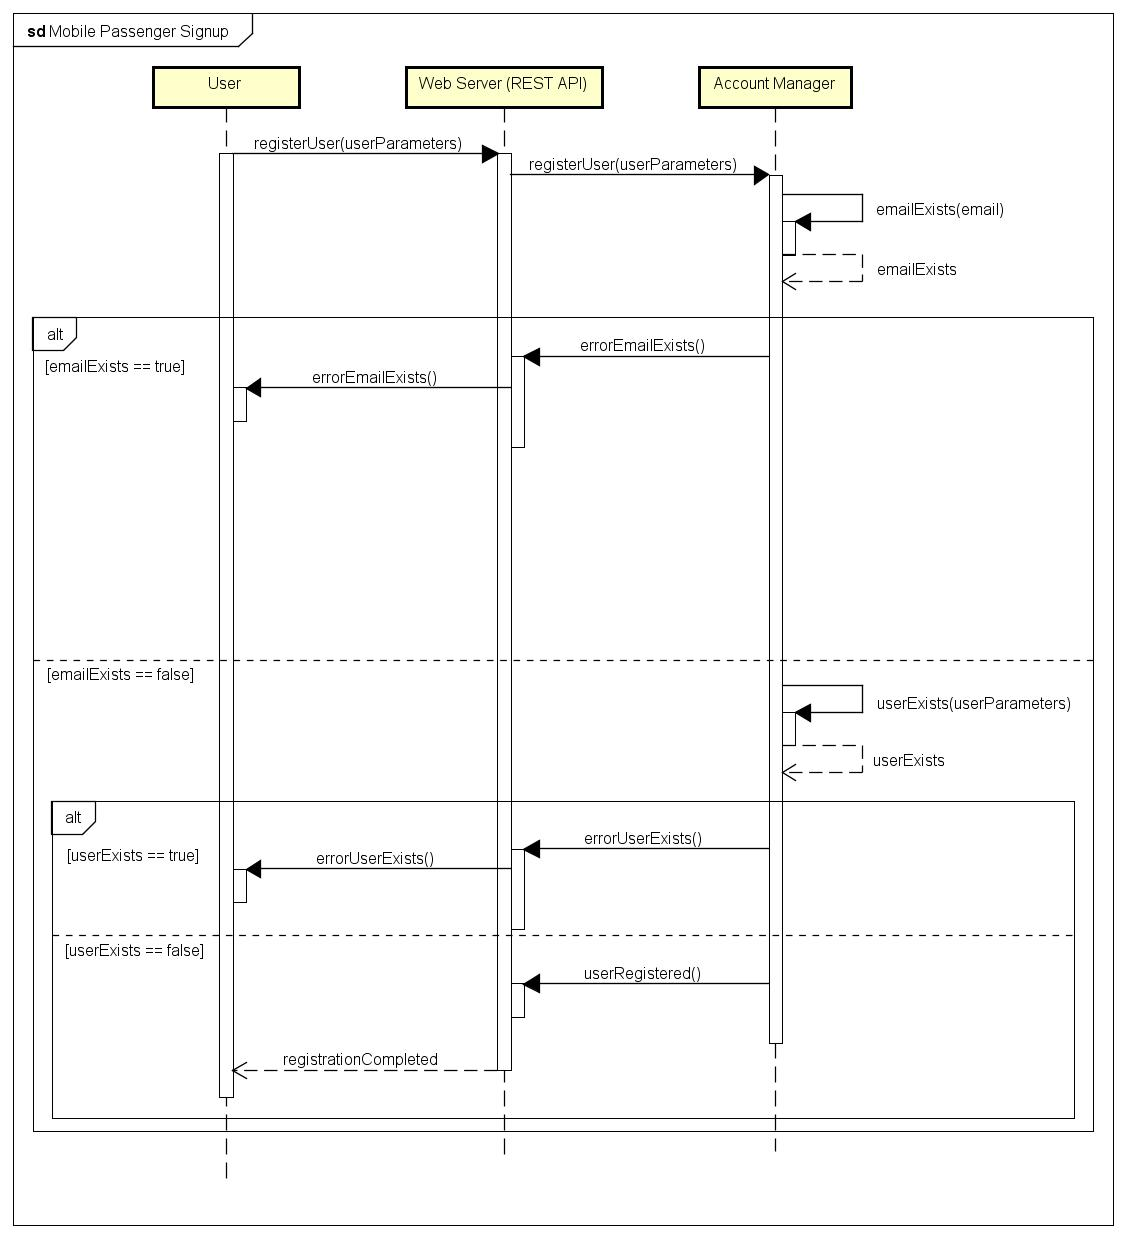 sd Mobile Passenger Signup
User
Web Server (REST API)
Account Manager
registerUser(userParameters)
registerUser(userParameters)
emailExists(email)
emailExists
alt
[emailExists == true]
errorEmailExists()
errorEmailExists()
[emailExists == false]
userExists(userParameters)
userExists
alt
[userExists == true]
errorUserExists()
errorUserExists()
[userExists == false]
userRegistered()
registrationCompleted